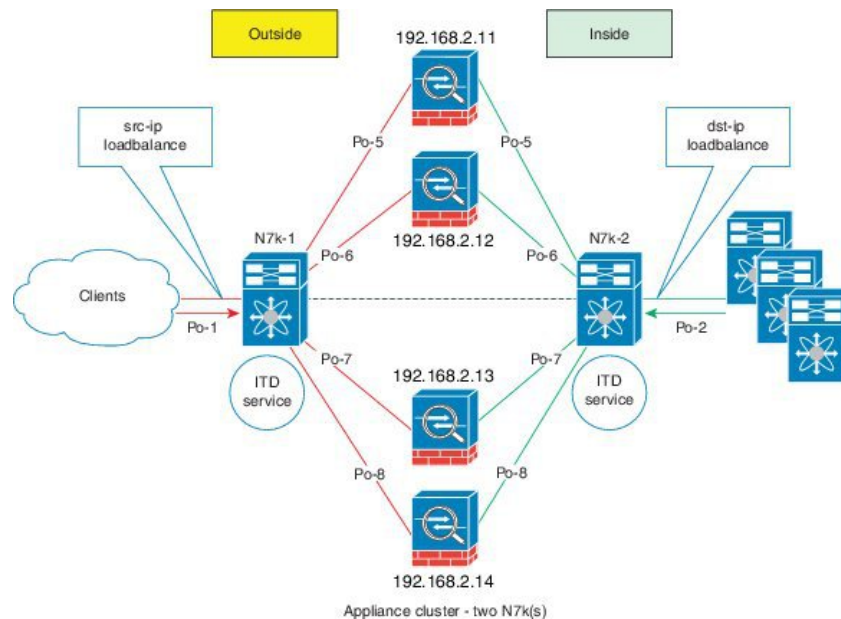 Outside
192.168.2.11
Inside
src-ip
loadbalance
dst-ip
loadbalance
Po-5
Po-5
N7k-1
192.168.2.12
N7k-2
Po-6
Po-6
Clients
Po-1
Po-2
Po-7
192.168.2.13
Po-7
ITD
service
ITD
service
Po-8
Po-8
192.168.2.14
Appliance cluster - two N7k(s)